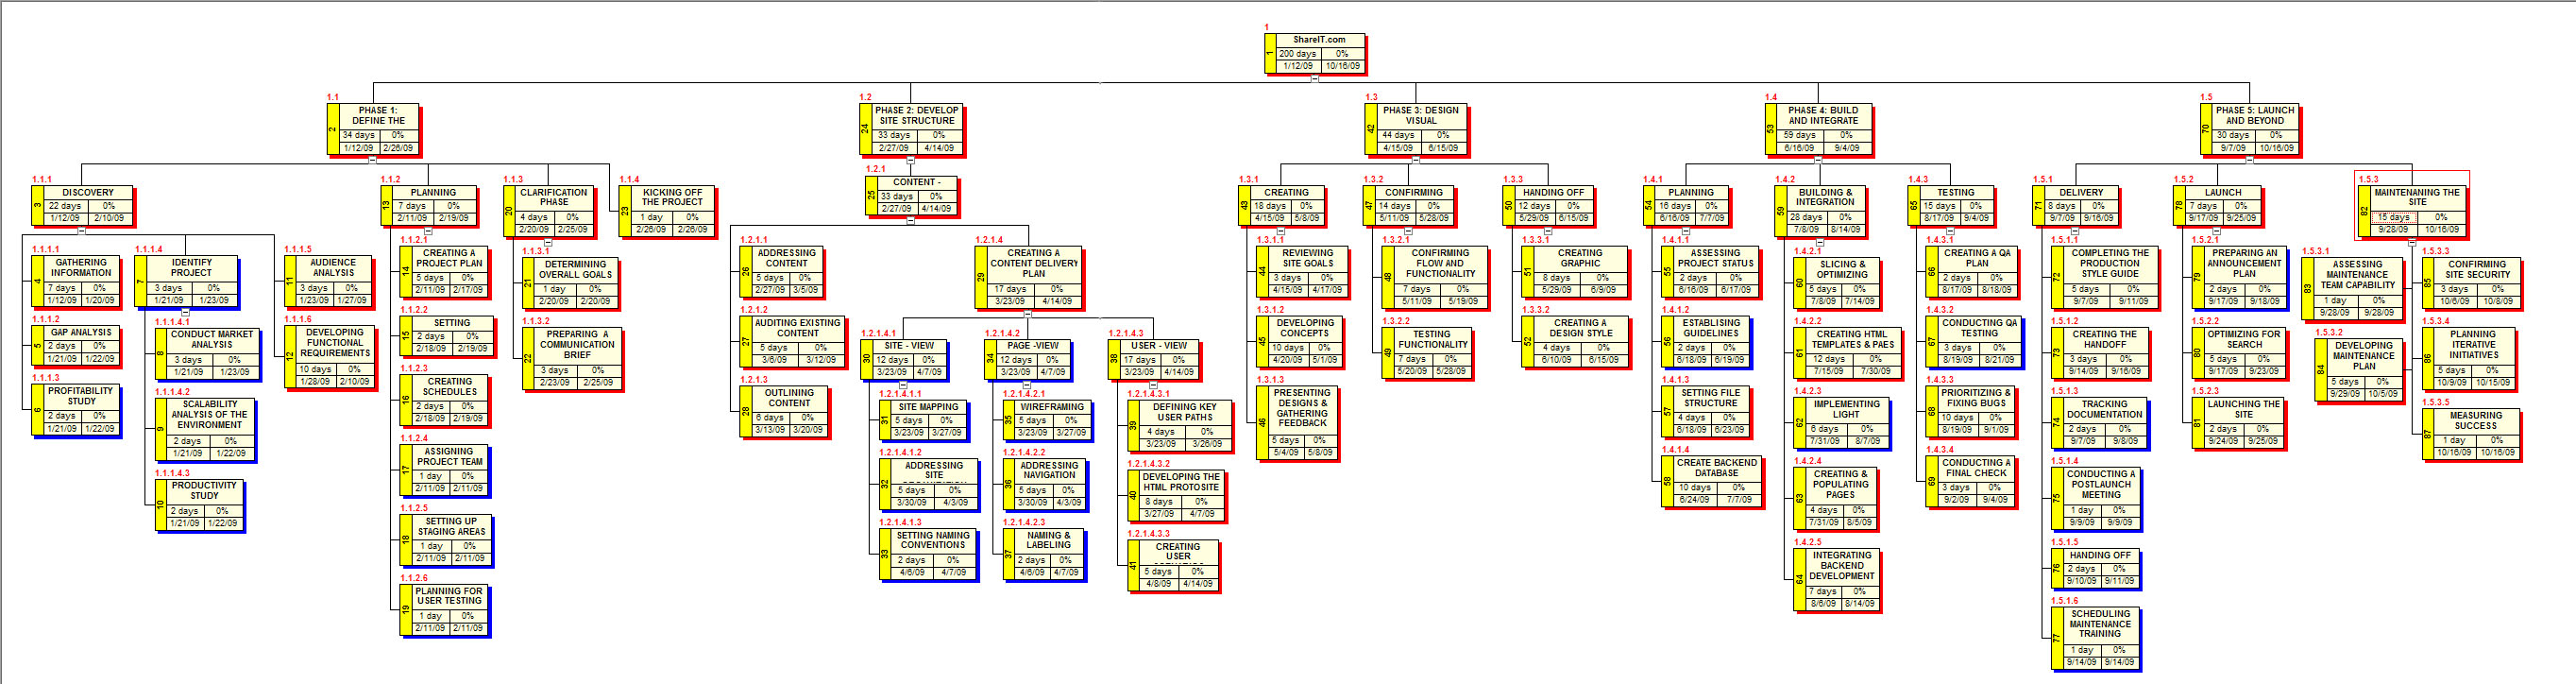 1
ShareIT.com
1
200 days 0%
1/12/09 10/16/09
1.1
PHASE 1:
DEFINE THE
2
34 days 0%
1/12/09 2/26/09
1.1.1
DISCOVERY
3
22 days 0%
1/12/09 2/10/09
1.1.1.1
GATHERING
INFORMATION
4
7 days 0%
1/12/09 1/20/09
1.1.1.2
GAP ANALYSIS
5
2 days 0%
1/21/09 1/22/09
1.1.1.3
PROFITABILITY
STUDY
6
2 days 0%
1/21/09 1/22/09
1.1.1.4
IDENTIFY
PROJECT
7
3 days 0%
1/21/09 1/23/09
1.1.1.4.1
CONDUCT MARKET
ANALYSIS
8
3 days 0%
1/21/09 1/23/09
1.1.1.4.2
SCALABILITY
ANALYSIS OF THE
ENVIRONMENT
9
2 days 0%
1/21/09 1/22/09
1.1.1.4.3
PRODUCTIVITY
STUDY
10
2 days 0%
1/21/09 1/22/09
1.1.1.5
AUDIENCE
ANALYSIS
11
3 days 0%
1/23/09 1/27/09
1.1.1.6
DEVELOPING
FUNCTIONAL
REQUIREMENTS
12
10 days 0%
1/28/09 2/10/09
1.1.2
PLANNING
13
7 days 0%
2/11/09 2/19/09
1.1.2.1
CREATING A
PROJECT PLAN
14
5 days 0%
2/11/09 2/17/09
1.1.2.2
SETTING
15
2 days 0%
2/18/09 2/19/09
1.1.2.3
CREATING
SCHEDULES
16
2 days 0%
2/18/09 2/19/09
1.1.2.4
ASSIGNING
PROJECT TEAM
17
1 day 0%
2/11/09 2/11/09
1.1.2.5
SETTING UP
STAGING AREAS
18
1 day 0%
2/11/09 2/11/09
1.1.2.6
PLANNING FOR
USER TESTING
19
1 day 0%
2/11/09 2/11/09
1.1.3
CLARIFICATION
PHASE
20
4 days 0%
2/20/09 2/25/09
1.1.3.1
DETERMINING
OVERALL GOALS
21
1 day 0%
2/20/09 2/20/09
1.1.3.2
PREPARING A
COMMUNICATION
BRIEF
22
3 days 0%
2/23/09 2/25/09
1.1.4
KICKING OFF
THE PROJECT
23
1 day 0%
2/26/09 2/26/09
1.2
PHASE 2: DEVELOP
SITE STRUCTURE
24
33 days 0%
2/27/09 4/14/09
1.2.1
CONTENT -
25
33 days 0%
2/27/09 4/14/09
1.2.1.1
ADDRESSING
CONTENT
26
5 days 0%
2/27/09 3/5/09
1.2.1.2
AUDITING EXISTING
CONTENT
27
5 days 0%
3/6/09 3/12/09
1.2.1.3
OUTLINING
CONTENT
28
6 days 0%
3/13/09 3/20/09
1.2.1.4
CREATING A
CONTENT DELIVERY
PLAN
29
17 days 0%
3/23/09 4/14/09
1.2.1.4.1
SITE - VIEW
30
12 days 0%
3/23/09 4/7/09
1.2.1.4.1.1
SITE MAPPING
31
5 days 0%
3/23/09 3/27/09
1.2.1.4.1.2
ADDRESSING
SITE
32
5 days 0%
3/30/09 4/3/09
1.2.1.4.1.3
SETTING NAMING
CONVENTIONS
33
2 days 0%
4/6/09 4/7/09
1.2.1.4.2
PAGE -VIEW
34
12 days 0%
3/23/09 4/7/09
1.2.1.4.2.1
WIREFRAMING
35
5 days 0%
3/23/09 3/27/09
1.2.1.4.2.2
ADDRESSING
NAVIGATION
36
5 days 0%
3/30/09 4/3/09
1.2.1.4.2.3
NAMING &
LABELING
37
2 days 0%
4/6/09 4/7/09
1.2.1.4.3
USER - VIEW
38
17 days 0%
3/23/09 4/14/09
1.2.1.4.3.1
DEFINING KEY
USER PATHS
39
4 days 0%
3/23/09 3/26/09
1.2.1.4.3.2
DEVELOPING THE
HTML PROTOSITE
40
8 days 0%
3/27/09 4/7/09
1.2.1.4.3.3
CREATING
USER
41
5 days 0%
4/8/09 4/14/09
1.3
PHASE 3: DESIGN
VISUAL
42
44 days 0%
4/15/09 6/15/09
1.3.1
CREATING
43
18 days 0%
4/15/09 5/8/09
1.3.1.1
REVIEWING
SITE GOALS
44
3 days 0%
4/15/09 4/17/09
1.3.1.2
DEVELOPING
CONCEPTS
45
10 days 0%
4/20/09 5/1/09
1.3.1.3
PRESENTING
DESIGNS &
GATHERING
FEEDBACK
46
5 days 0%
5/4/09 5/8/09
1.3.2
CONFIRMING
47
14 days 0%
5/11/09 5/28/09
1.3.2.1
CONFIRMING
FLOW AND
FUNCTIONALITY
48
7 days 0%
5/11/09 5/19/09
1.3.2.2
TESTING
FUNCTIONALITY
49
7 days 0%
5/20/09 5/28/09
1.3.3
HANDING OFF
50
12 days 0%
5/29/09 6/15/09
1.3.3.1
CREATING
GRAPHIC
51
8 days 0%
5/29/09 6/9/09
1.3.3.2
CREATING A
DESIGN STYLE
52
4 days 0%
6/10/09 6/15/09
1.4
PHASE 4: BUILD
AND INTEGRATE
53
59 days 0%
6/16/09 9/4/09
1.4.1
PLANNING
54
16 days 0%
6/16/09 7/7/09
1.4.1.1
ASSESSING
PROJECT STATUS
55
2 days 0%
6/16/09 6/17/09
1.4.1.2
ESTABLISING
GUIDELINES
56
2 days 0%
6/18/09 6/19/09
1.4.1.3
SETTING FILE
STRUCTURE
57
4 days 0%
6/18/09 6/23/09
1.4.1.4
CREATE BACKEND
DATABASE
58
10 days 0%
6/24/09 7/7/09
1.4.2
BUILDING &
INTEGRATION
59
28 days 0%
7/8/09 8/14/09
1.4.2.1
SLICING &
OPTIMIZING
60
5 days 0%
7/8/09 7/14/09
1.4.2.2
CREATING HTML
TEMPLATES & PAES
61
12 days 0%
7/15/09 7/30/09
1.4.2.3
IMPLEMENTING
LIGHT
62
6 days 0%
7/31/09 8/7/09
1.4.2.4
CREATING &
POPULATING
PAGES
63
4 days 0%
7/31/09 8/5/09
1.4.2.5
INTEGRATING
BACKEND
DEVELOPMENT
64
7 days 0%
8/6/09 8/14/09
1.4.3
TESTING
65
15 days 0%
8/17/09 9/4/09
1.4.3.1
CREATING A QA
PLAN
66
2 days 0%
8/17/09 8/18/09
1.4.3.2
CONDUCTING QA
TESTING
67
3 days 0%
8/19/09 8/21/09
1.4.3.3
PRIORITIZING &
FIXING BUGS
68
10 days 0%
8/19/09 9/1/09
1.4.3.4
CONDUCTING A
FINAL CHECK
69
3 days 0%
9/2/09 9/4/09
1.5
PHASE 5: LAUNCH
AND BEYOND
70
30 days 0%
9/7/09 10/16/09
1.5.1
DELIVERY
71
8 days 0%
9/7/09 9/16/09
1.5.1.1
COMPLETING THE
PRODUCTION
STYLE GUIDE
72
5 days 0%
9/7/09 9/11/09
1.5.1.2
CREATING THE
HANDOFF
73
3 days 0%
9/14/09 9/16/09
1.5.1.3
TRACKING
DOCUMENTATION
74
2 days 0%
9/7/09 9/8/09
1.5.1.4
CONDUCTING A
POSTLAUNCH
MEETING
75
1 day 0%
9/9/09 9/9/09
1.5.1.5
HANDING OFF
76
2 days 0%
9/10/09 9/11/09
1.5.1.6
SCHEDULING
MAINTENANCE
TRAINING
77
1 day 0%
9/14/09 9/14/09
1.5.2
LAUNCH
78
7 days 0%
9/17/09 9/25/09
1.5.2.1
PREPARING AN
ANNOUNCEMENT
PLAN
79
2 days 0%
9/17/09 9/18/09
1.5.2.2
OPTIMIZING FOR
SEARCH
80
5 days 0%
9/17/09 9/23/09
1.5.2.3
LAUNCHING THE
SITE
81
2 days 0%
9/24/09 9/25/09
1.5.3
MAINTENANING THE
SITE
82
15 days 0%
9/28/09 10/16/09
1.5.3.1
ASSESSING
MAINTENANCE
TEAM CAPABILITY
83
1 day 0%
9/28/09 9/28/09
1.5.3.2
DEVELOPING
MAINTENANCE
PLAN
84
5 days 0%
9/29/09 10/5/09
1.5.3.3
CONFIRMING
SITE SECURITY
85
3 days 0%
10/6/09 10/8/09
1.5.3.4
PLANNING
ITERATIVE
INITIATIVES
86
5 days 0%
10/9/09 10/15/09
1.5.3.5
MEASURING
SUCCESS
87
1 day 0%
10/16/09 10/16/09